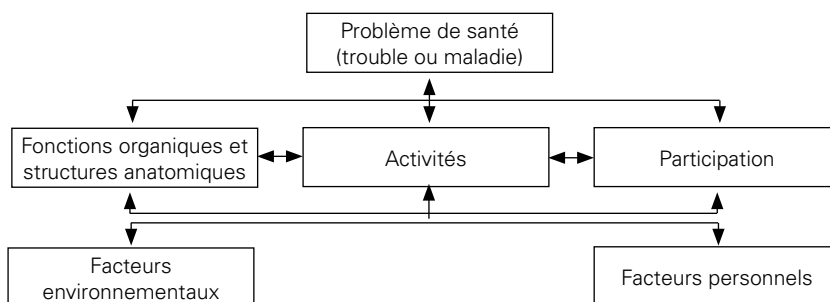 Problème de santé
(trouble ou maladie)
Fonctions organiques et
structures anatomiques
Activités
Participation
Facteurs
environnementaux
Facteurs personnels